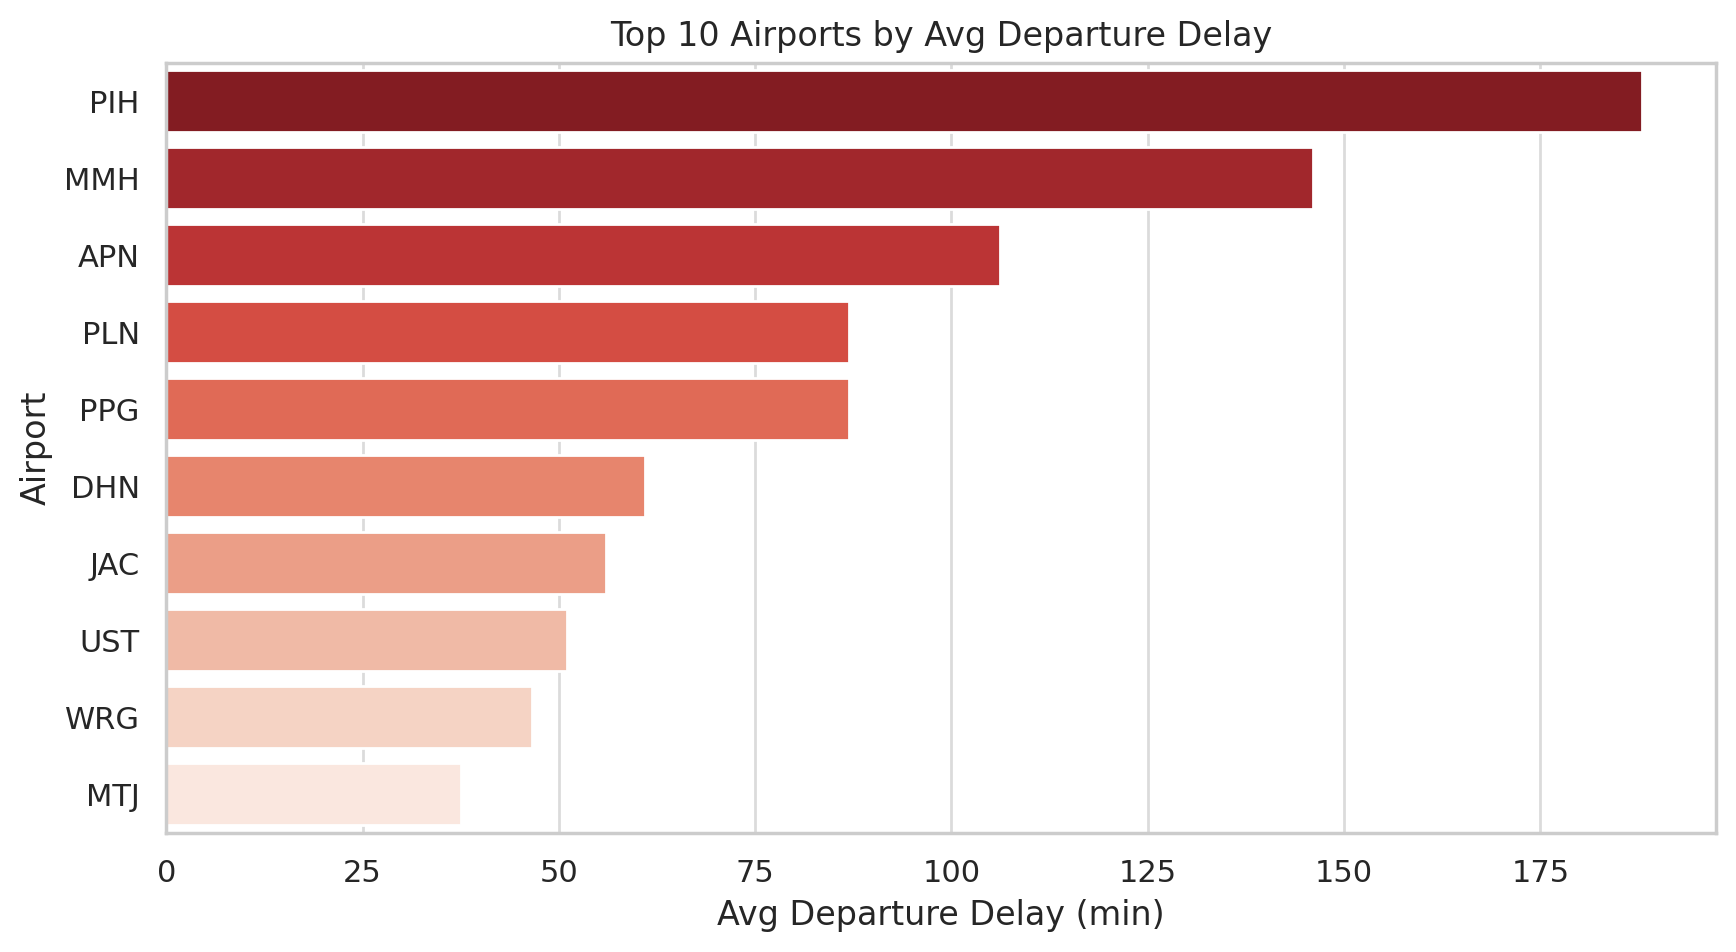 Top 10 Airports by Avg Departure Delay
Airport
PIH
MMH
APN
PLN
PPG
DHN
JAC
UST
WRG
MTJ
0 25 50 75 100 125 150 175
Avg Departure Delay (min)